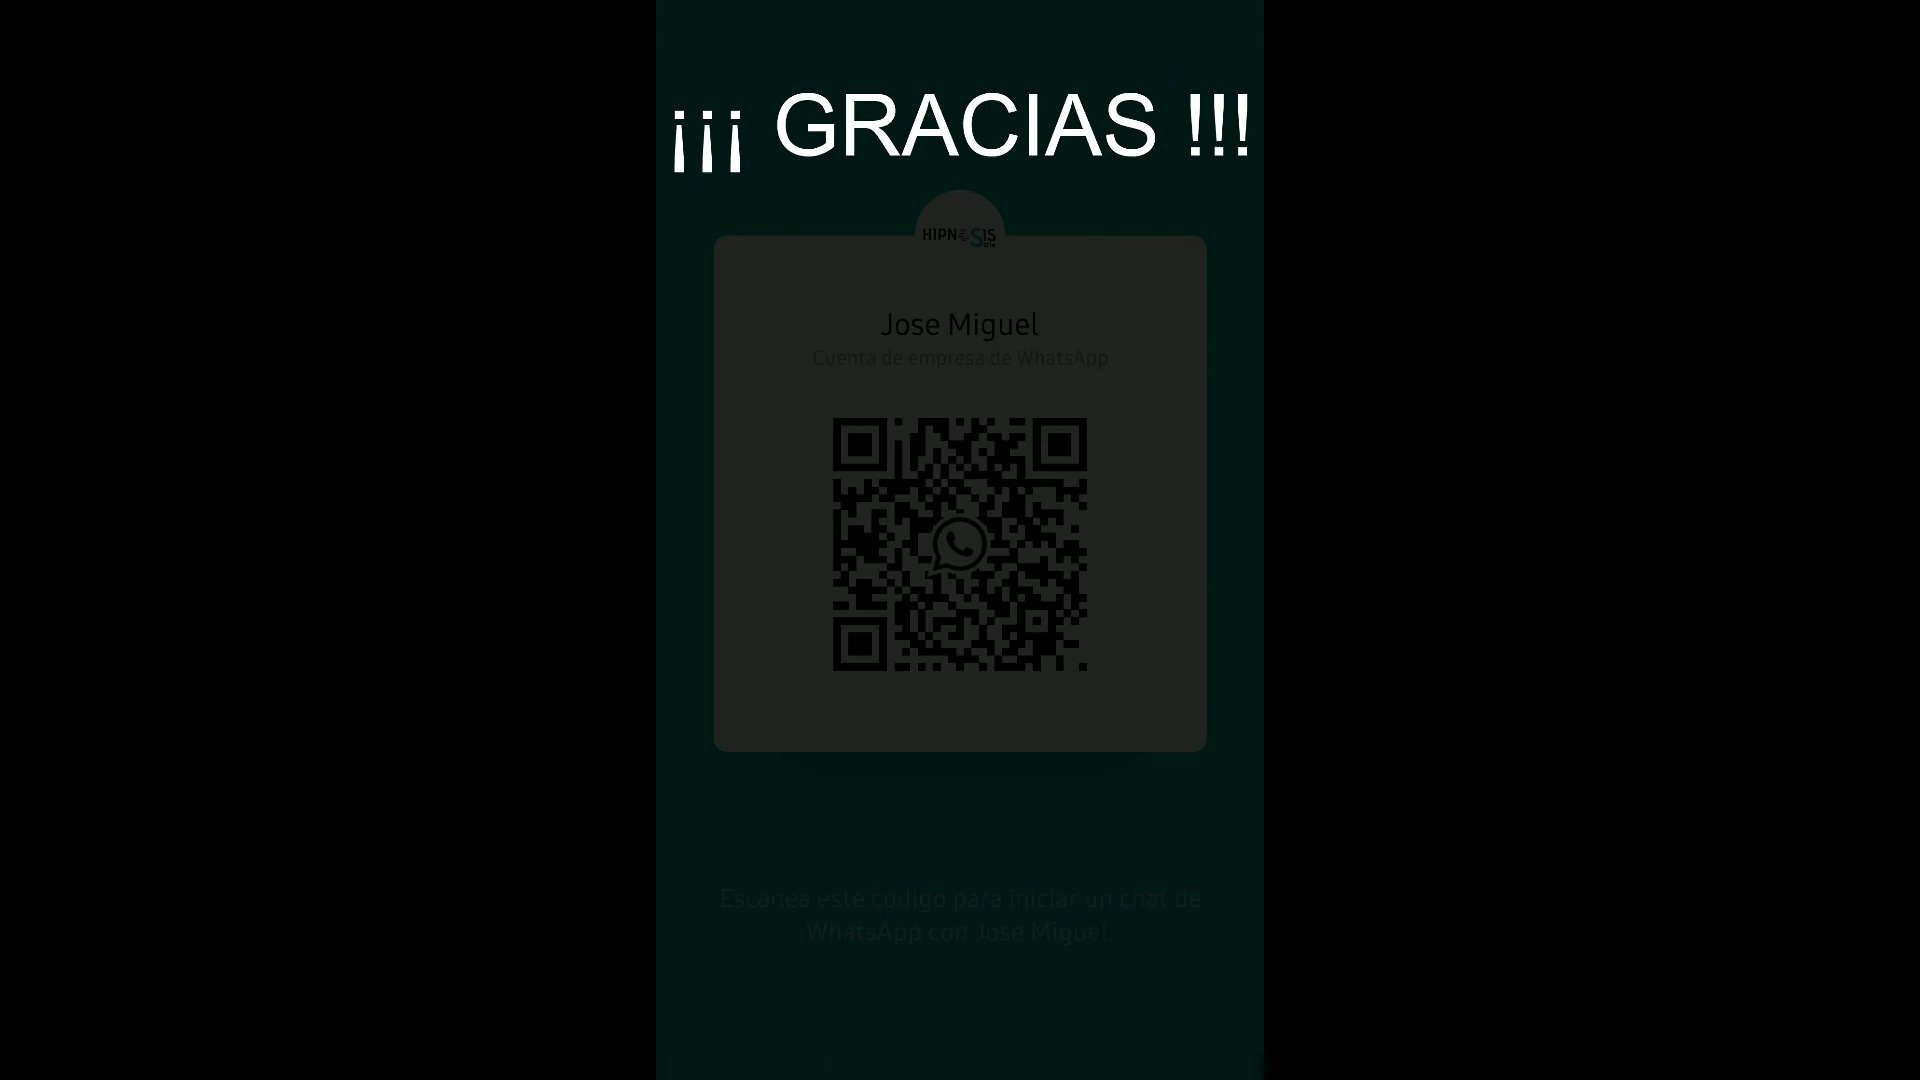 ¡¡¡ GRACIAS !!!
HIPNOSIS
Jose Miguel
Cuenta de empresa de WhatsApp
Escanea este código para iniciar un chat de
WhatsApp con Jose Miguel.